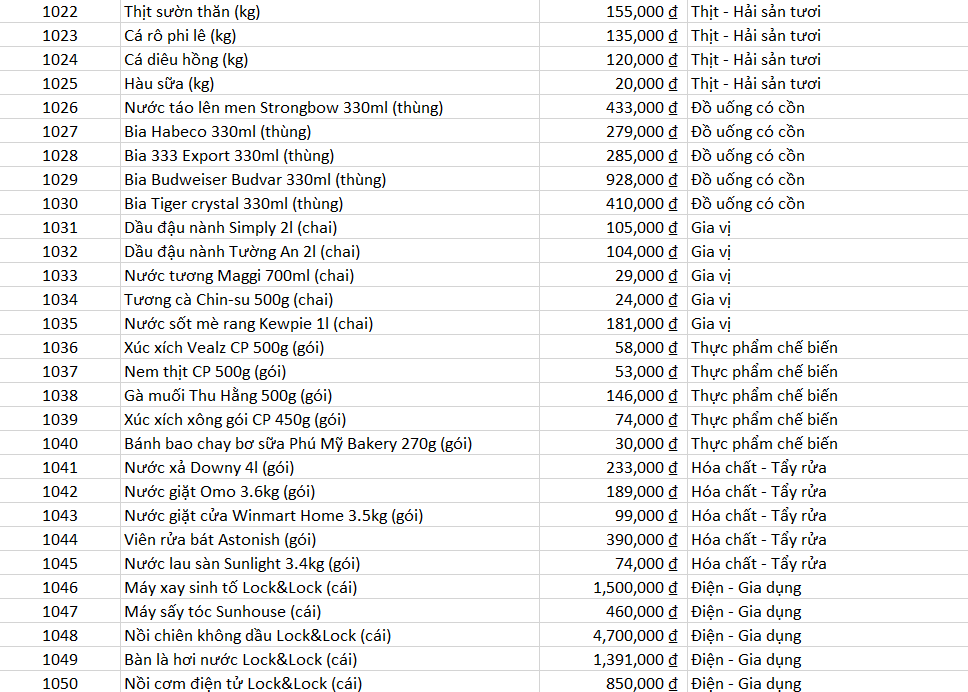 1022 Thịt sườn thăn (kg) 155,000 ₫ Thịt - Hải sản tươi
1023 Cá rô phi lê (kg) 135,000 ₫ Thịt - Hải sản tươi
1024 Cá diêu hồng (kg) 120,000 ₫ Thịt - Hải sản tươi
1025 Hàu sữa (kg) 20,000 ₫ Thịt - Hải sản tươi
1026 Nước táo lên men Strongbow 330ml (thùng) 433,000 ₫ Đồ uống có cồn
1027 Bia Habeco 330ml (thùng) 279,000 ₫ Đồ uống có cồn
1028 Bia 333 Export 330ml (thùng) 285,000 ₫ Đồ uống có cồn
1029 Bia Budweiser Budvar 330ml (thùng) 928,000 ₫ Đồ uống có cồn
1030 Bia Tiger crystal 330ml (thùng) 410,000 ₫ Đồ uống có cồn
1031 Dầu đậu nành Simply 2l (chai) 105,000 ₫ Gia vị
1032 Dầu đậu nành Tường An 2l (chai) 104,000 ₫ Gia vị
1033 Nước tương Maggi 700ml (chai) 29,000 ₫ Gia vị
1034 Tương cà Chin-su 500g (chai) 24,000 ₫ Gia vị
1035 Nước sốt mè rang Kewpie 1l (chai) 181,000 ₫ Gia vị
1036 Xúc xích Vealz CP 500g (gói) 58,000 ₫ Thực phẩm chế biến
1037 Nem thịt CP 500g (gói) 53,000 ₫ Thực phẩm chế biến
1038 Gà muối Thu Hằng 500g (gói) 146,000 ₫ Thực phẩm chế biến
1039 Xúc xích xông gói CP 450g (gói) 74,000 ₫ Thực phẩm chế biến
1040 Bánh bao chay bơ sữa Phú Mỹ Bakery 270g (gói) 30,000 ₫ Thực phẩm chế biến
1041 Nước xả Downy 4l (gói) 233,000 ₫ Hóa chất - Tẩy rửa
1042 Nước giặt Omo 3.6kg (gói) 189,000 ₫ Hóa chất - Tẩy rửa
1043 Nước giặt cửa Winmart Home 3.5kg (gói) 99,000 ₫ Hóa chất - Tẩy rửa
1044 Viên rửa bát Astonish (gói) 390,000 ₫ Hóa chất - Tẩy rửa
1045 Nước lau sàn Sunlight 3.4kg (gói) 74,000 ₫ Hóa chất - Tẩy rửa
1046 Máy xay sinh tố Lock&Lock (cái) 1,500,000 ₫ Điện - Gia dụng
1047 Máy sấy tóc Sunhouse (cái) 460,000 ₫ Điện - Gia dụng
1048 Nồi chiên không dầu Lock&Lock (cái) 4,700,000 ₫ Điện - Gia dụng
1049 Bàn là hơi nước Lock&Lock (cái) 1,391,000 ₫ Điện - Gia dụng
1050 Nồi cơm điện tử Lock&Lock (cái) 850,000 ₫ Điện - Gia dụng